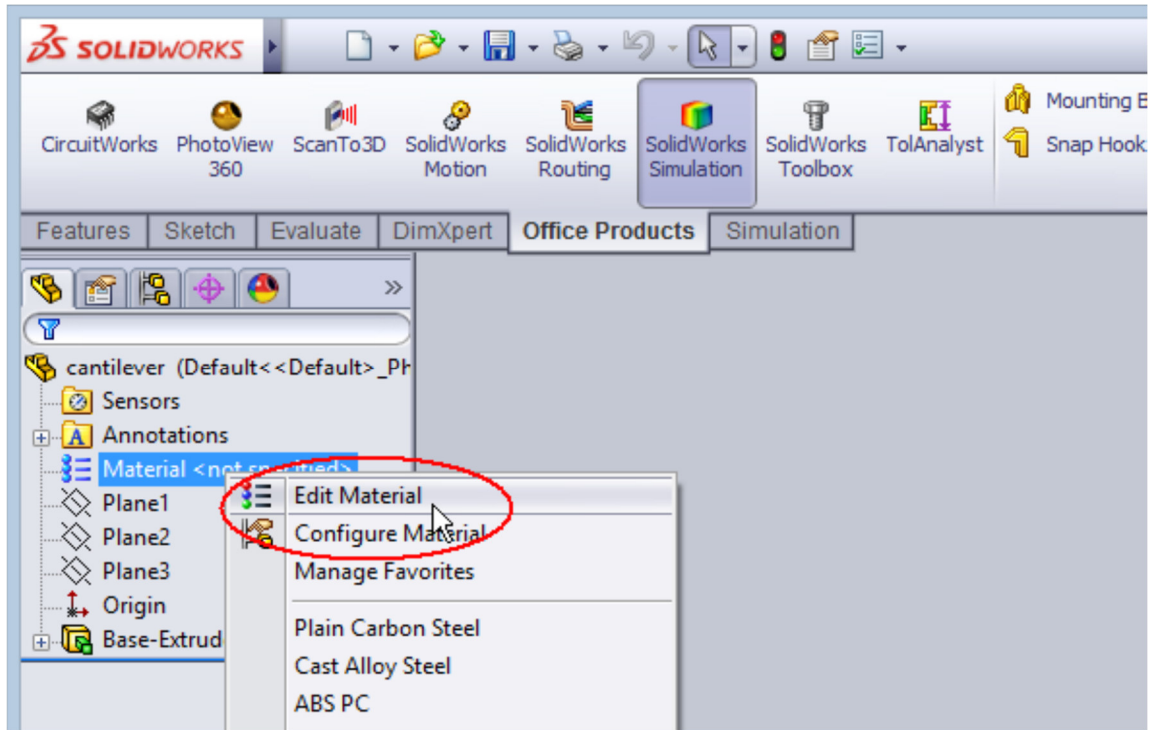 SOLIDWORKS
CircuitWorks
PhotoView
360
ScanTo3D
SolidWorks
Motion
SolidWorks
Routing
SolidWorks
Simulation
SolidWorks
Toolbox
TolAnalyst
Mounting B
Snap Hook
Features
Sketch
Evaluate
DimXpert
Office Products
Simulation
cantilever (Default<<Default>_Ph
Sensors
Annotations
Material <not specified>
Edit Material
Plane1
Configure Material
Plane2
Plane3
Manage Favorites
Origin
Plain Carbon Steel
Base-Extrud
Cast Alloy Steel
ABS PC